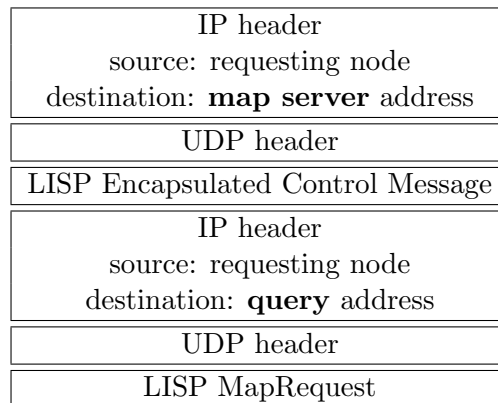 IP header
source: requesting node
destination: map server address
UDP header
LISP Encapsulated Control Message
IP header
source: requesting node
destination: query address
UDP header
LISP MapRequest